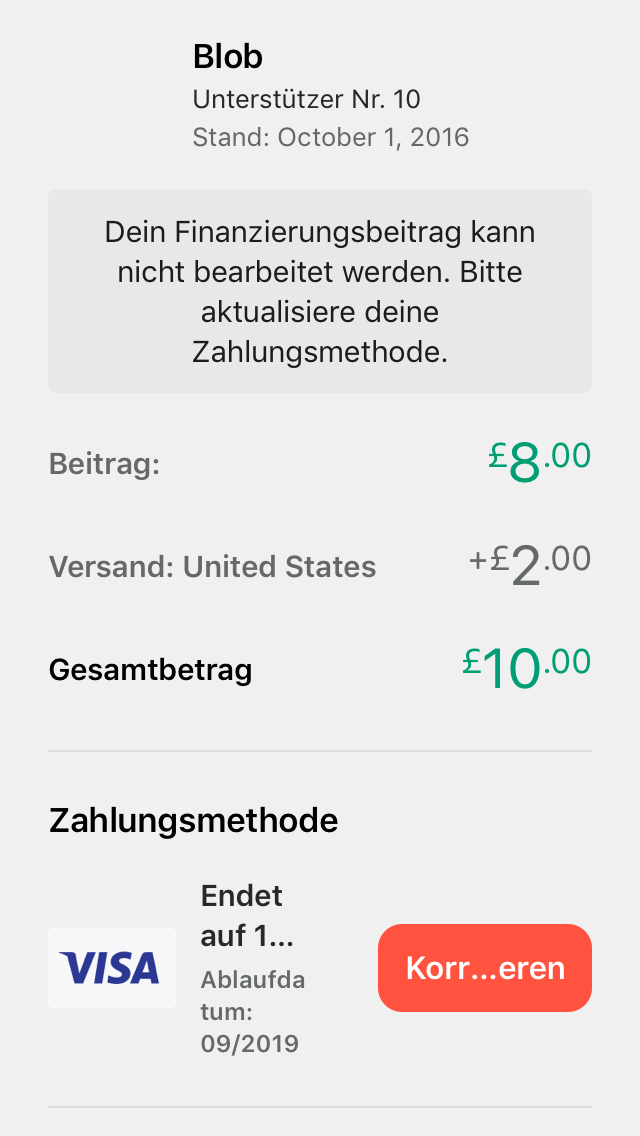 Blob
Unterstützer Nr. 10
Stand: October 1, 2016
Dein Finanzierungsbeitrag kann
nicht bearbeitet werden. Bitte
aktualisiere deine
Zahlungsmethode.
Beitrag: £8.00
Versand: United States +£2.00
Gesamtbetrag £10.00
Zahlungsmethode
VISA
Endet
auf 1...
Ablaufda
tum:
09/2019
Korr...eren